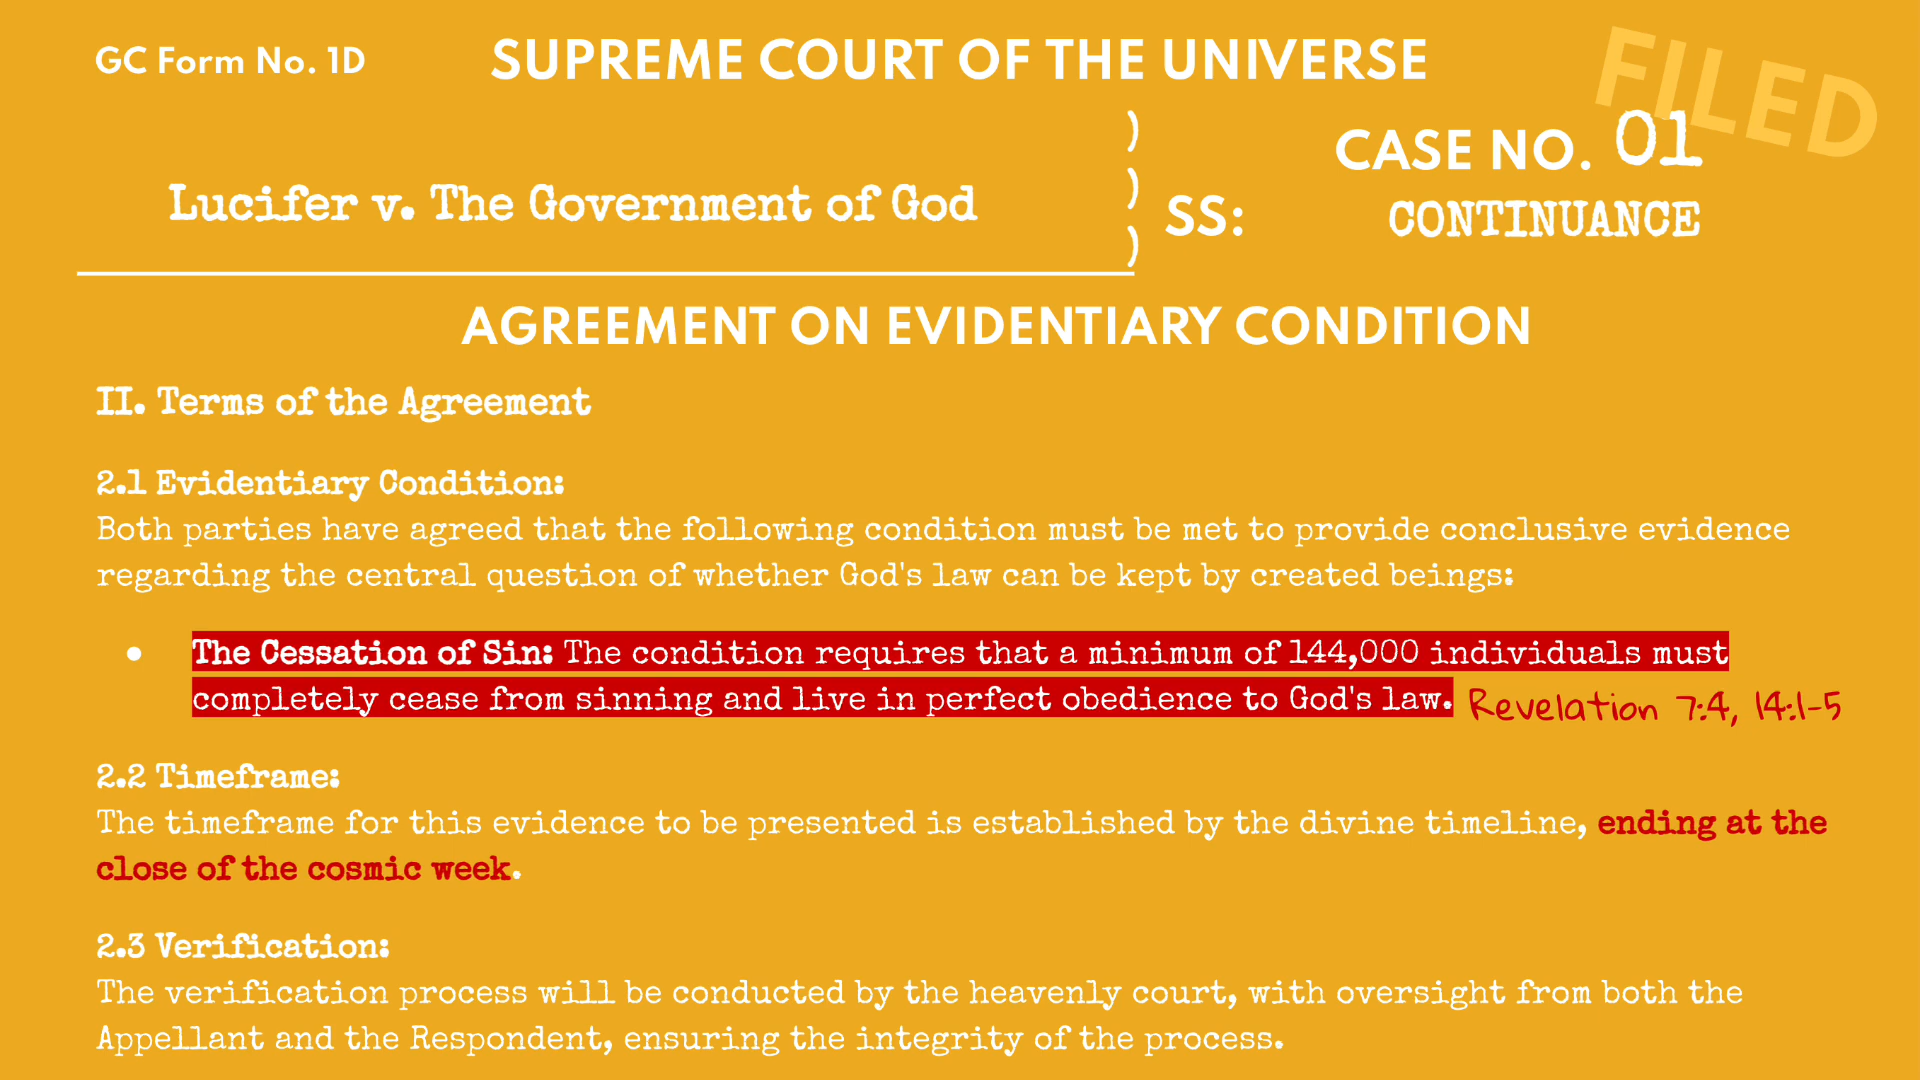 GC Form No. 1D
SUPREME COURT OF THE UNIVERSE
FILED
CASE NO. 01
Lucifer v. The Government of God
)
)
)
SS:
CONTINUANCE
AGREEMENT ON EVIDENTIARY CONDITION
II. Terms of the Agreement
2.1 Evidentiary Condition:
Both parties have agreed that the following condition must be met to provide conclusive evidence
regarding the central question of whether God's law can be kept by created beings:
• The Cessation of Sin: The condition requires that a minimum of 144,000 individuals must
completely cease from sinning and live in perfect obedience to God's law. Revelation 7:4, 14:1-5
2.2 Timeframe:
The timeframe for this evidence to be presented is established by the divine timeline, ending at the
close of the cosmic week.
2.3 Verification:
The verification process will be conducted by the heavenly court, with oversight from both the
Appellant and the Respondent, ensuring the integrity of the process.